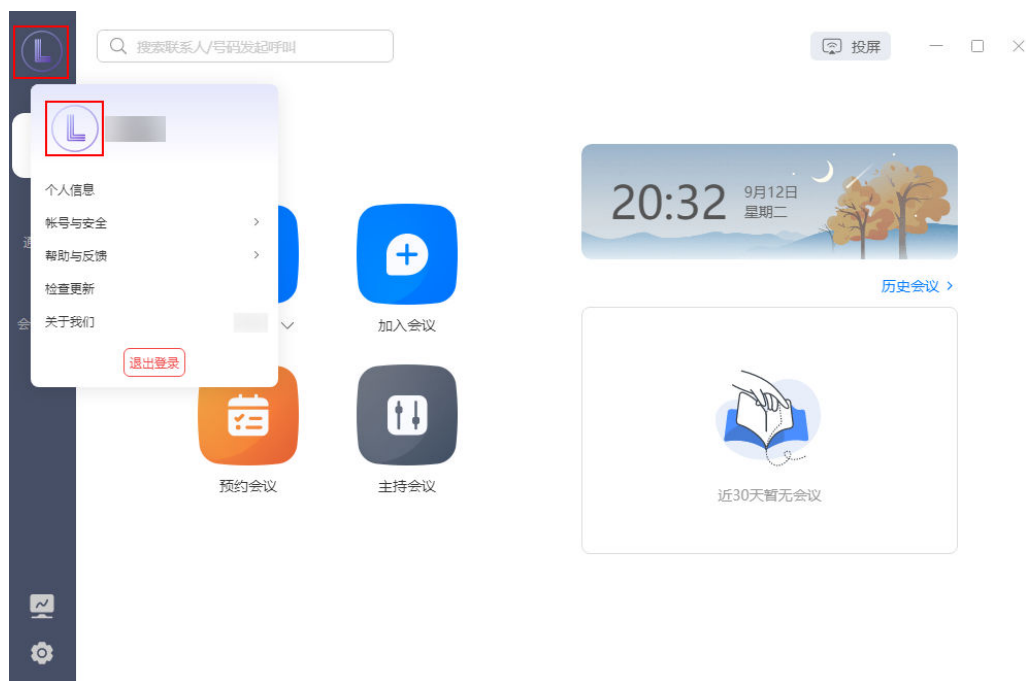 搜索联系人/号码发起呼叫
投屏
个人信息
帐号与安全
帮助与反馈
检查更新
关于我们
退出登录
加入会议
预约会议
主持会议
20:32
9月12日
星期二
历史会议
近30天暂无会议